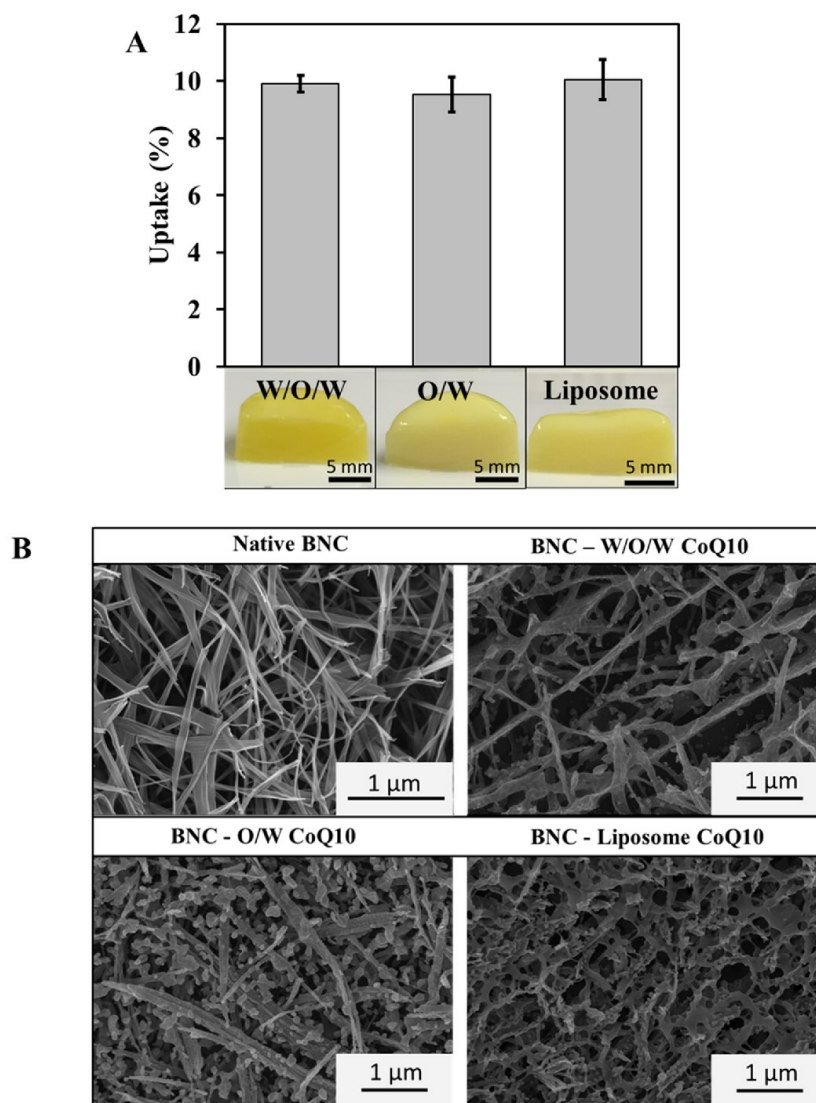 A
Uptake (%)
12
10
8
6
4
2
0
W/O/W
O/W
Liposome
5 mm
5 mm
5 mm
B
Native BNC
BNC – W/O/W CoQ10
1 µm
1 µm
BNC - O/W CoQ10
BNC - Liposome CoQ10
1 µm
1 µm